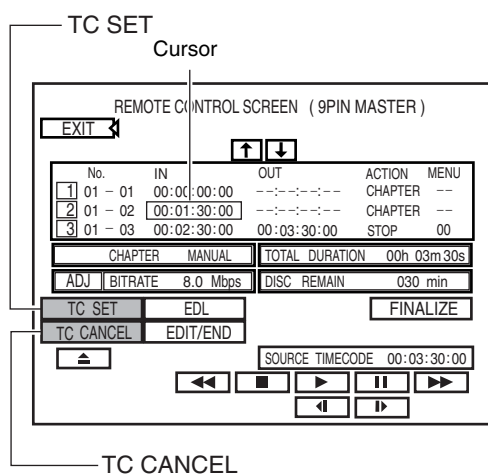 TC SET
Cursor
REMOTE CONTROL SCREEN ( 9PIN MASTER )
EXIT
No. IN OUT ACTION MENU
1 01 - 01 00:00:00:00 --:--:--:-- CHAPTER --
2 01 - 02 00:01:30:00 --:--:--:-- CHAPTER --
3 01 - 03 00:02:30:00 00:03:30:00 STOP 00
CHAPTER MANUAL TOTAL DURATION 00h 03m30s
ADJ BITRATE 8.0 Mbps DISC REMAIN 030 min
TC SET EDL FINALIZE
TC CANCEL EDIT/END
SOURCE TIMECODE 00:03:30:00
TC CANCEL